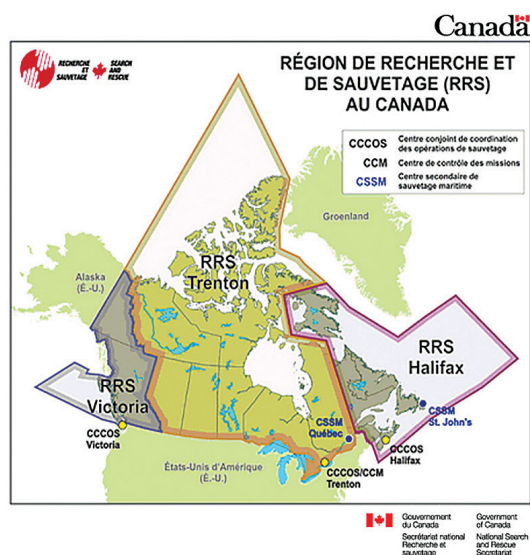 Canada
RECHERCHE
ET
SAUVETAGE
SEARCH
AND
RESCUE
RÉGION DE RECHERCHE ET
DE SAUVETAGE (RRS)
AU CANADA
CCCOS Centre conjoint de coordination
des opérations de sauvetage
CCM Centre de contrôle des missions
CSSM Centre secondaire de
sauvetage maritime
Groenland
Alaska
(É.-U.)
RRS
Trenton
RRS
Halifax
RRS
Victoria
CSSM
St. John's
CSSM
Québec
CCCOS
Victoria
CCCOS
Halifax
CCCOS/CCM
Trenton
États-Unis d'Amérique
(É.-U.)
Gouvernement
du Canada
Government
of Canada
Secrétariat national
Recherche et
sauvetage
National Search
and Rescue
Secretariat